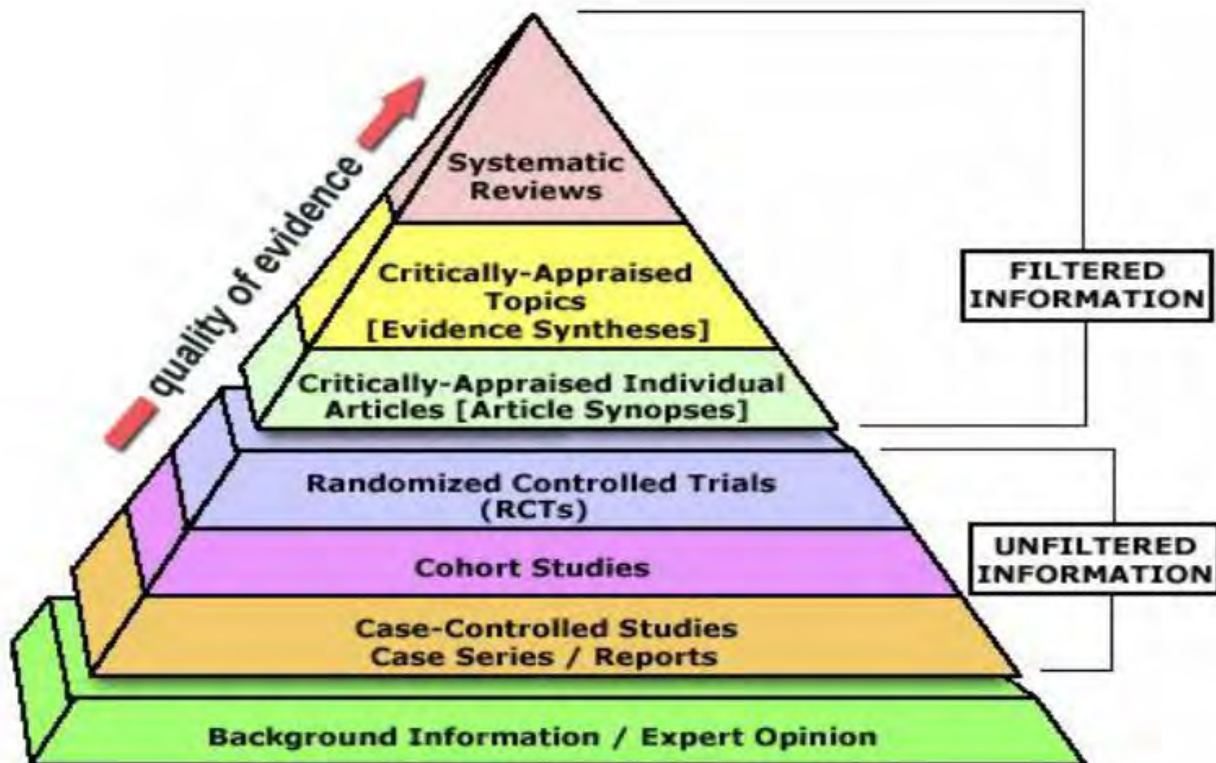 quality of evidence
Systematic
Reviews
Critically-Appraised
Topics
[Evidence Syntheses]
Critically-Appraised Individual
Articles [Article Synopses]
Randomized Controlled Trials
(RCTs)
Cohort Studies
Case-Controlled Studies
Case Series / Reports
Background Information / Expert Opinion
FILTERED
INFORMATION
UNFILTERED
INFORMATION